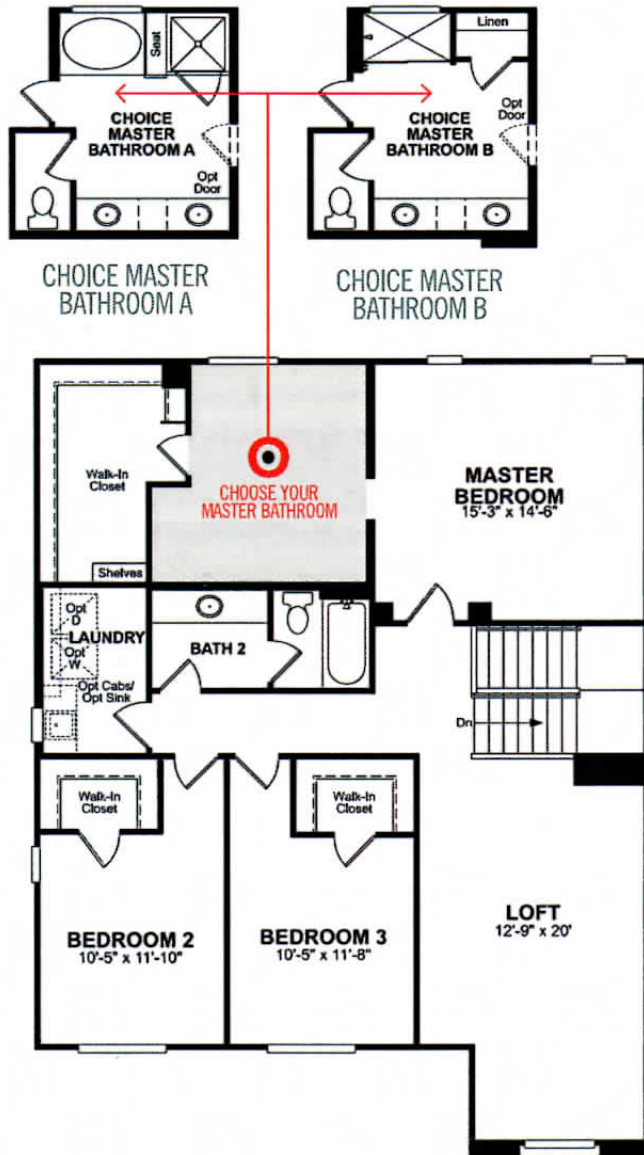 Seat
CHOICE
MASTER
BATHROOM A
Opt
Door
Linen
CHOICE
MASTER
BATHROOM B
Opt
Door
CHOICE MASTER
BATHROOM A
CHOICE MASTER
BATHROOM B
Walk-In
Closet
Shelves
CHOOSE YOUR
MASTER BATHROOM
MASTER
BEDROOM
15'-3" x 14'-6"
Opt
D
LAUNDRY
Opt
W
Opt Cabs/
Opt Sink
BATH 2
Dn
Walk-In
Closet
Walk-In
Closet
BEDROOM 2
10'-5" x 11'-10"
BEDROOM 3
10'-5" x 11'-8"
LOFT
12'-9" x 20'